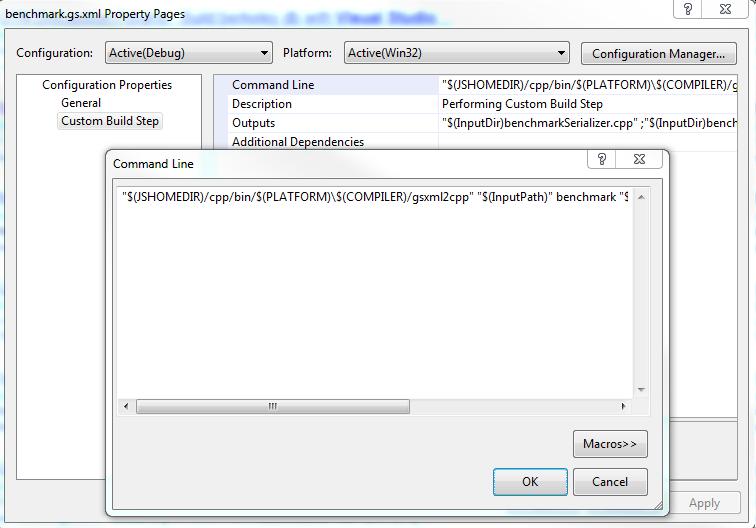 benchmark.gs.xml Property Pages
Configuration: Active(Debug) Platform: Active(Win32) Configuration Manager...
Configuration Properties
General
Custom Build Step
Command Line "$(JSHOMEDIR)/cpp/bin/$(PLATFORM)\$(COMPILER)/g
Description Performing Custom Build Step
Outputs "$(InputDir)benchmarkSerializer.cpp" ;"$(InputDir)bench
Additional Dependencies
Command Line
"$(JSHOMEDIR)/cpp/bin/$(PLATFORM)\$(COMPILER)/gsxml2cpp" "$(InputPath)" benchmark "$
Macros>>
OK Cancel
Apply